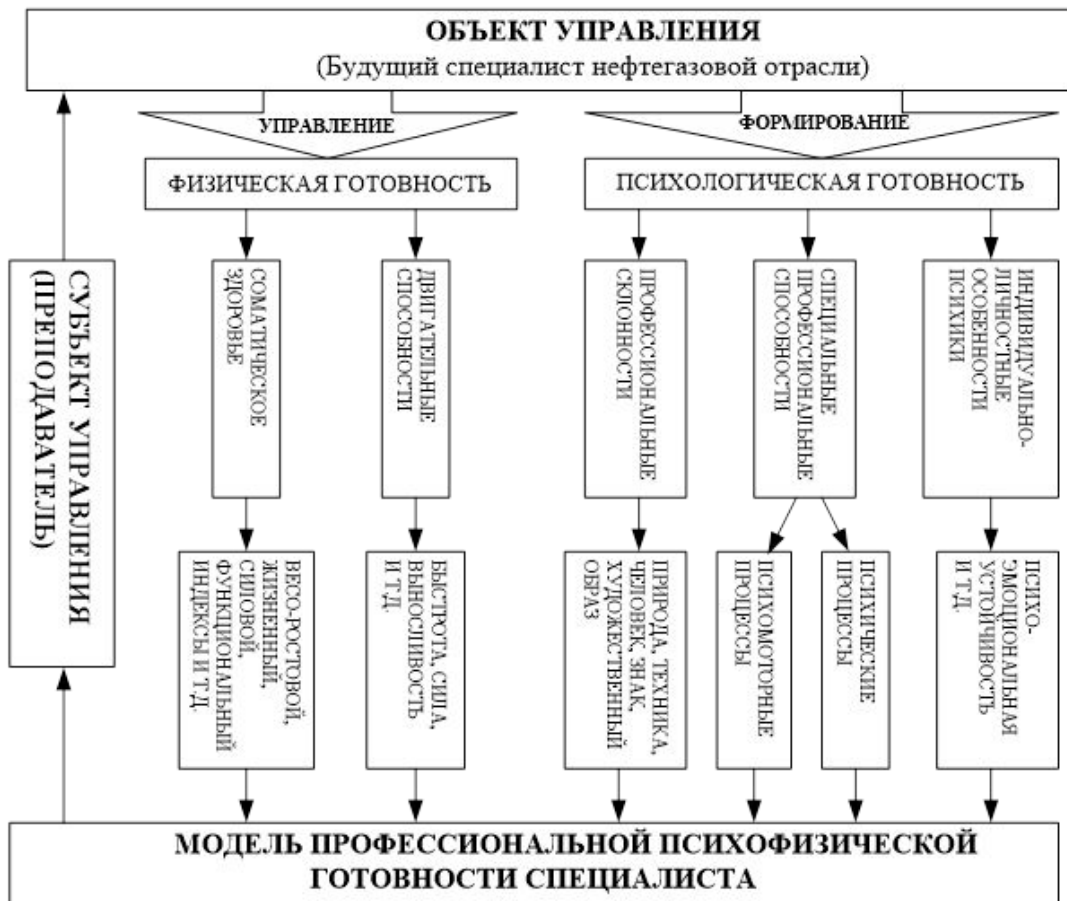 ОБЪЕКТ УПРАВЛЕНИЯ
(Будущий специалист нефтегазовой отрасли)
УПРАВЛЕНИЕ
ФОРМИРОВАНИЕ
ФИЗИЧЕСКАЯ ГОТОВНОСТЬ
ПСИХОЛОГИЧЕСКАЯ ГОТОВНОСТЬ
СУБЪЕКТ УПРАВЛЕНИЯ
(ПРЕПОДАВАТЕЛЬ)
СОМАТИЧЕСКОЕ
ЗДОРОВЬЕ
ДВИГАТЕЛЬНЫЕ
СПОСОБНОСТИ
ПРОФЕССИОНАЛЬНЫЕ
СКЛОННОСТИ
СПЕЦИАЛЬНЫЕ
ПРОФЕССИОНАЛЬНЫЕ
СПОСОБНОСТИ
ИНДИВИДУАЛЬНО-
ЛИЧНОСТНЫЕ
ОСОБЕННОСТИ
ПСИХИКИ
ВЕСО-РОСТОВОЙ,
ЖИЗНЕННЫЙ,
СИЛОВОЙ,
ФУНКЦИОНАЛЬНЫЙ
ИНДЕКСЫ И Т.Д.
БЫСТРОТА, СИЛА,
ВЫНОСЛИВОСТЬ
И Т.Д.
ПРИРОДА, ТЕХНИКА,
ЧЕЛОВЕК, ЗНАК,
ХУДОЖЕСТВЕННЫЙ
ОБРАЗ
ПСИХОМОТОРНЫЕ
ПРОЦЕССЫ
ПСИХИЧЕСКИЕ
ПРОЦЕССЫ
ПСИХО-
ЭМОЦИОНАЛЬНАЯ
УСТОЙЧИВОСТЬ
И Т.Д.
МОДЕЛЬ ПРОФЕССИОНАЛЬНОЙ ПСИХОФИЗИЧЕСКОЙ
ГОТОВНОСТИ СПЕЦИАЛИСТА